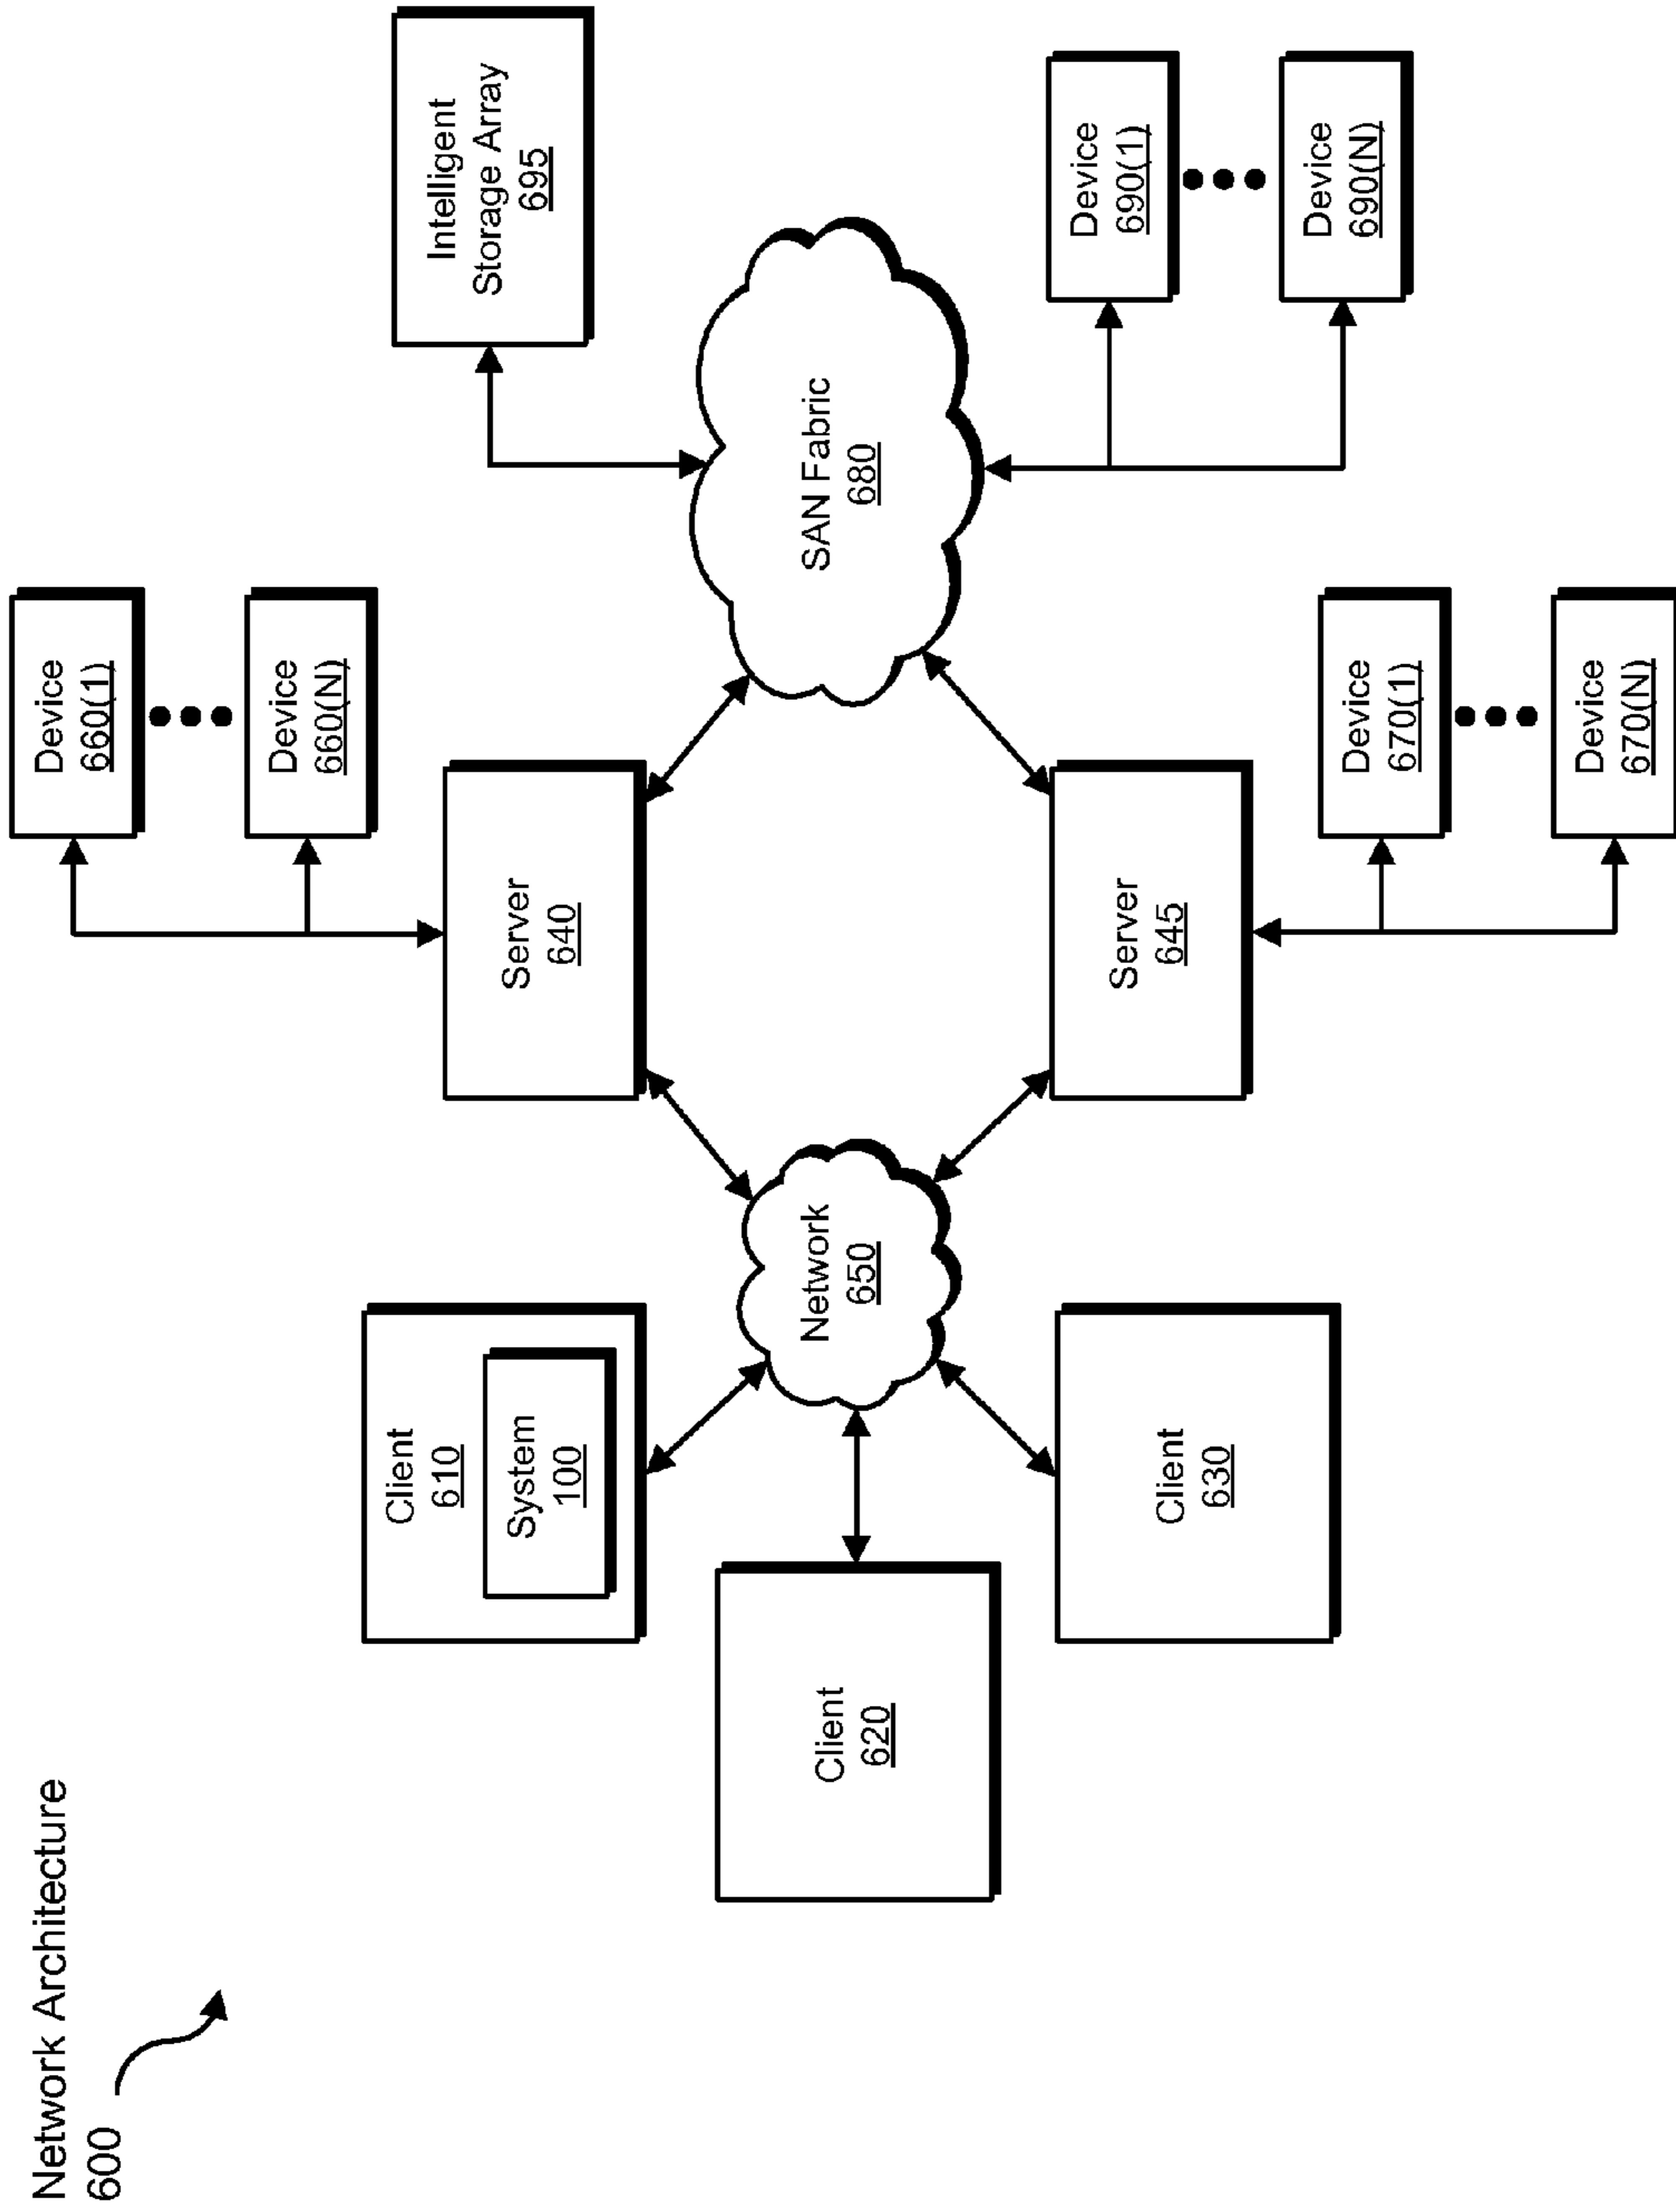 Network Architecture
600
Client
610
System
100
Client
620
Client
630
Network
650
Server
640
Server
645
Device
660(1)
Device
660(N)
Device
670(1)
Device
670(N)
SAN Fabric
680
Intelligent
Storage Array
695
Device
690(1)
Device
690(N)